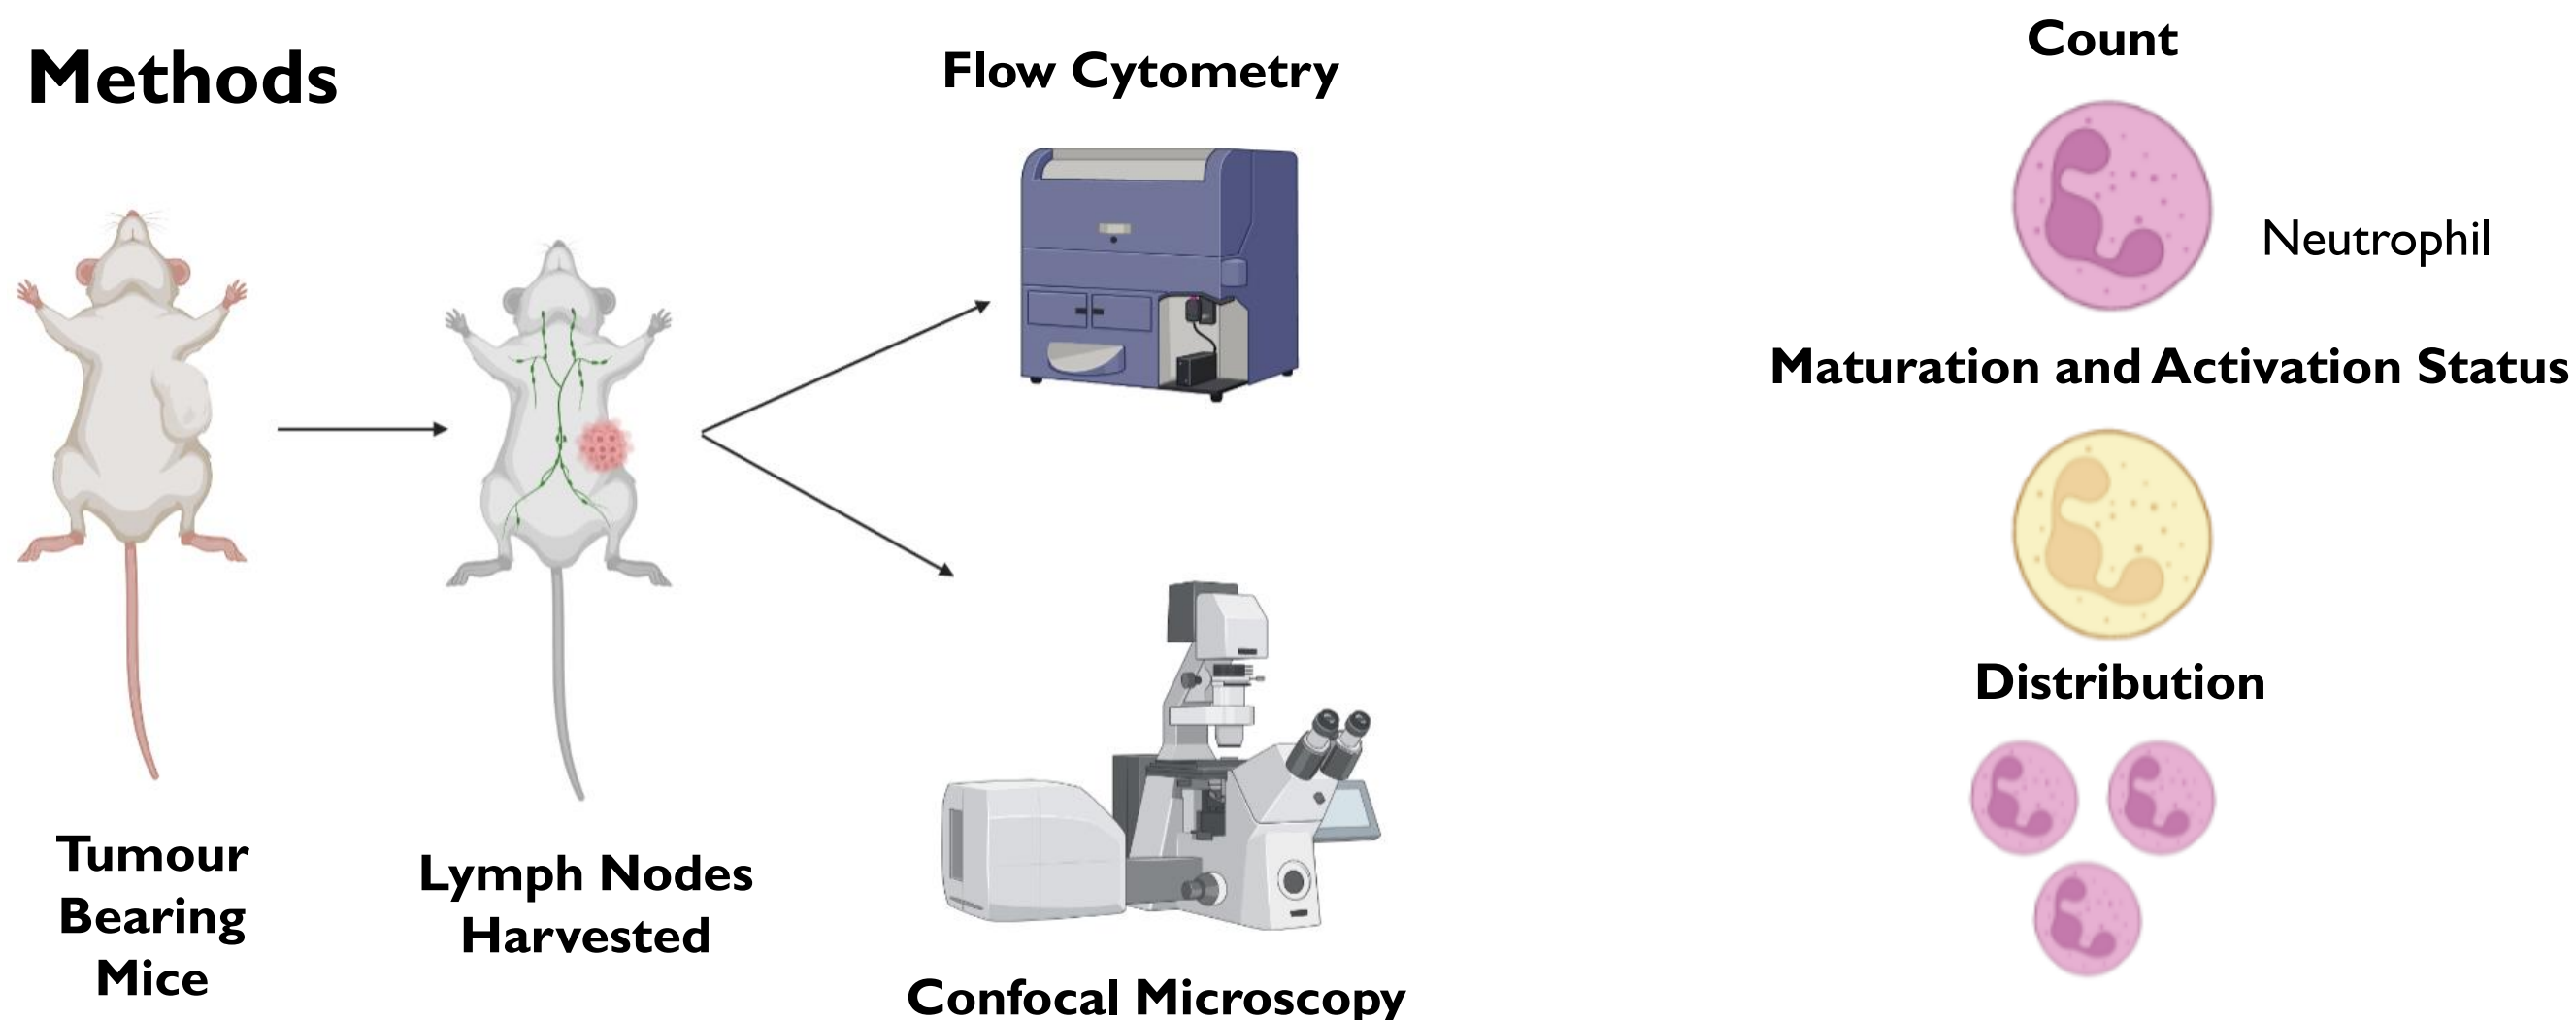 Methods
Tumour
Bearing
Mice
Lymph Nodes
Harvested
Flow Cytometry
Confocal Microscopy
Count
Neutrophil
Maturation and Activation Status
Distribution